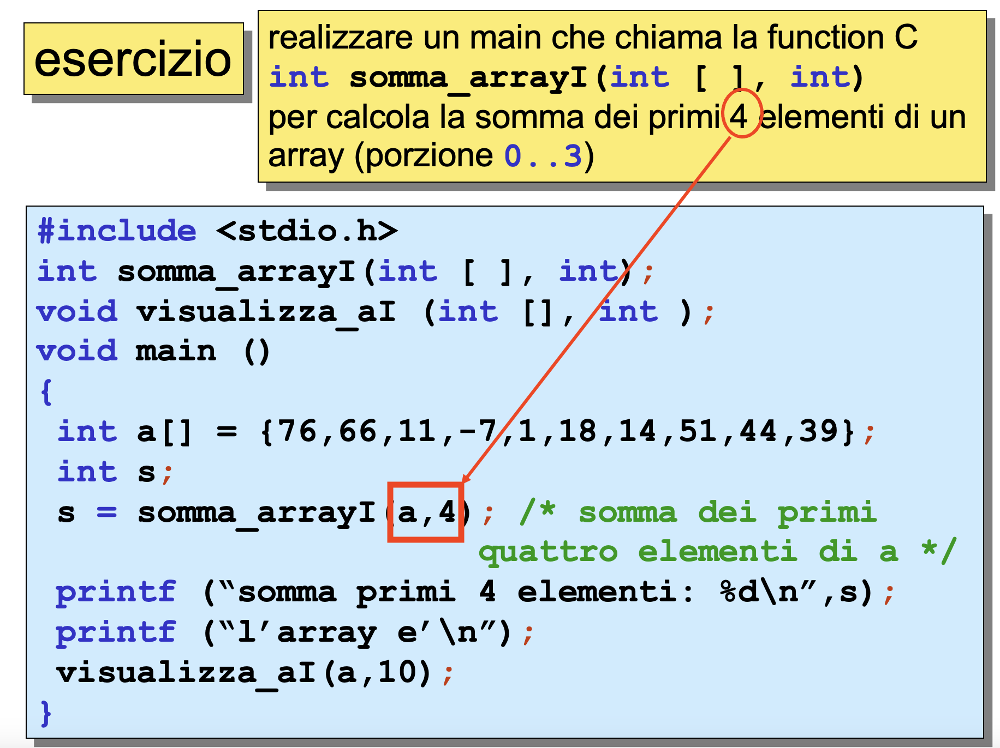 esercizio
realizzare un main che chiama la function C
int somma_arrayI(int [ ], int)
per calcola la somma dei primi 4 elementi di un
array (porzione 0..3)
#include <stdio.h>
int somma_arrayI(int [ ], int);
void visualizza_aI (int [], int );
void main ()
{
int a[] = {76,66,11,-7,1,18,14,51,44,39};
int s;
s = somma_arrayI(a,4); /* somma dei primi
quattro elementi di a */
printf (“somma primi 4 elementi: %d\n”,s);
printf (“l’array e’\n”);
visualizza_aI(a,10);
}